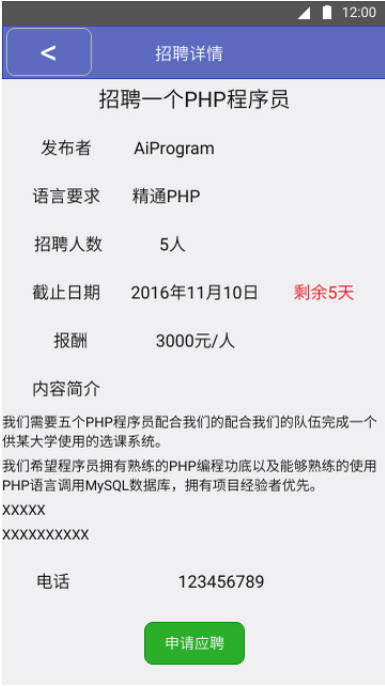 12:00
< 招聘详情
招聘一个PHP程序员
发布者 AiProgram
语言要求 精通PHP
招聘人数 5人
截止日期 2016年11月10日 剩余5天
报酬 3000元/人
内容简介
我们需要五个PHP程序员配合我们的配合我们的队伍完成一个
供某大学使用的选课系统。
我们希望程序员拥有熟练的PHP编程功底以及能够熟练的使用
PHP语言调用MySQL数据库，拥有项目经验者优先。
XXXXX
XXXXXXXXXX
电话 123456789
申请应聘